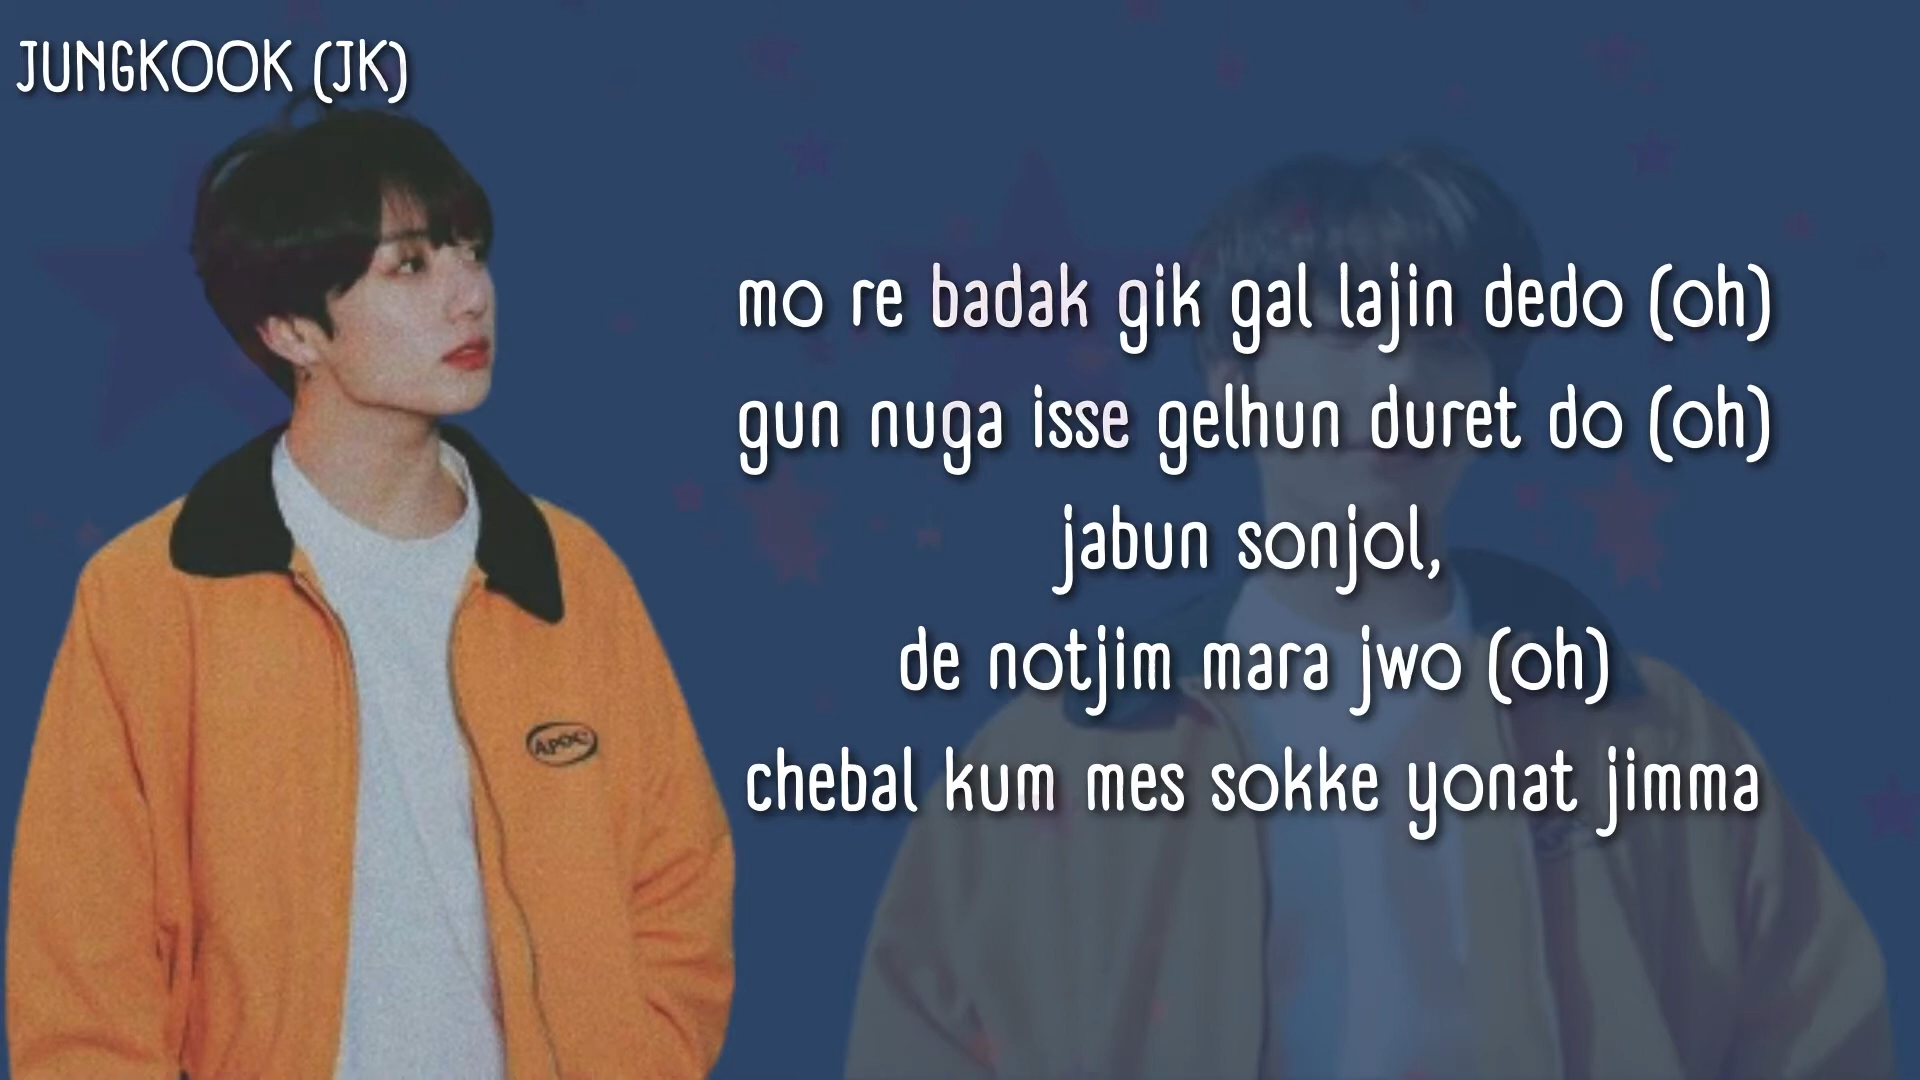 JUNGKOOK (JK)
mo re badak gik gal lajin dedo (oh)
gun nuga isse gelhun duret do (oh)
jabun sonjol,
de notjim mara jwo (oh)
chebal kum mes sokke yonat jimma
APOC